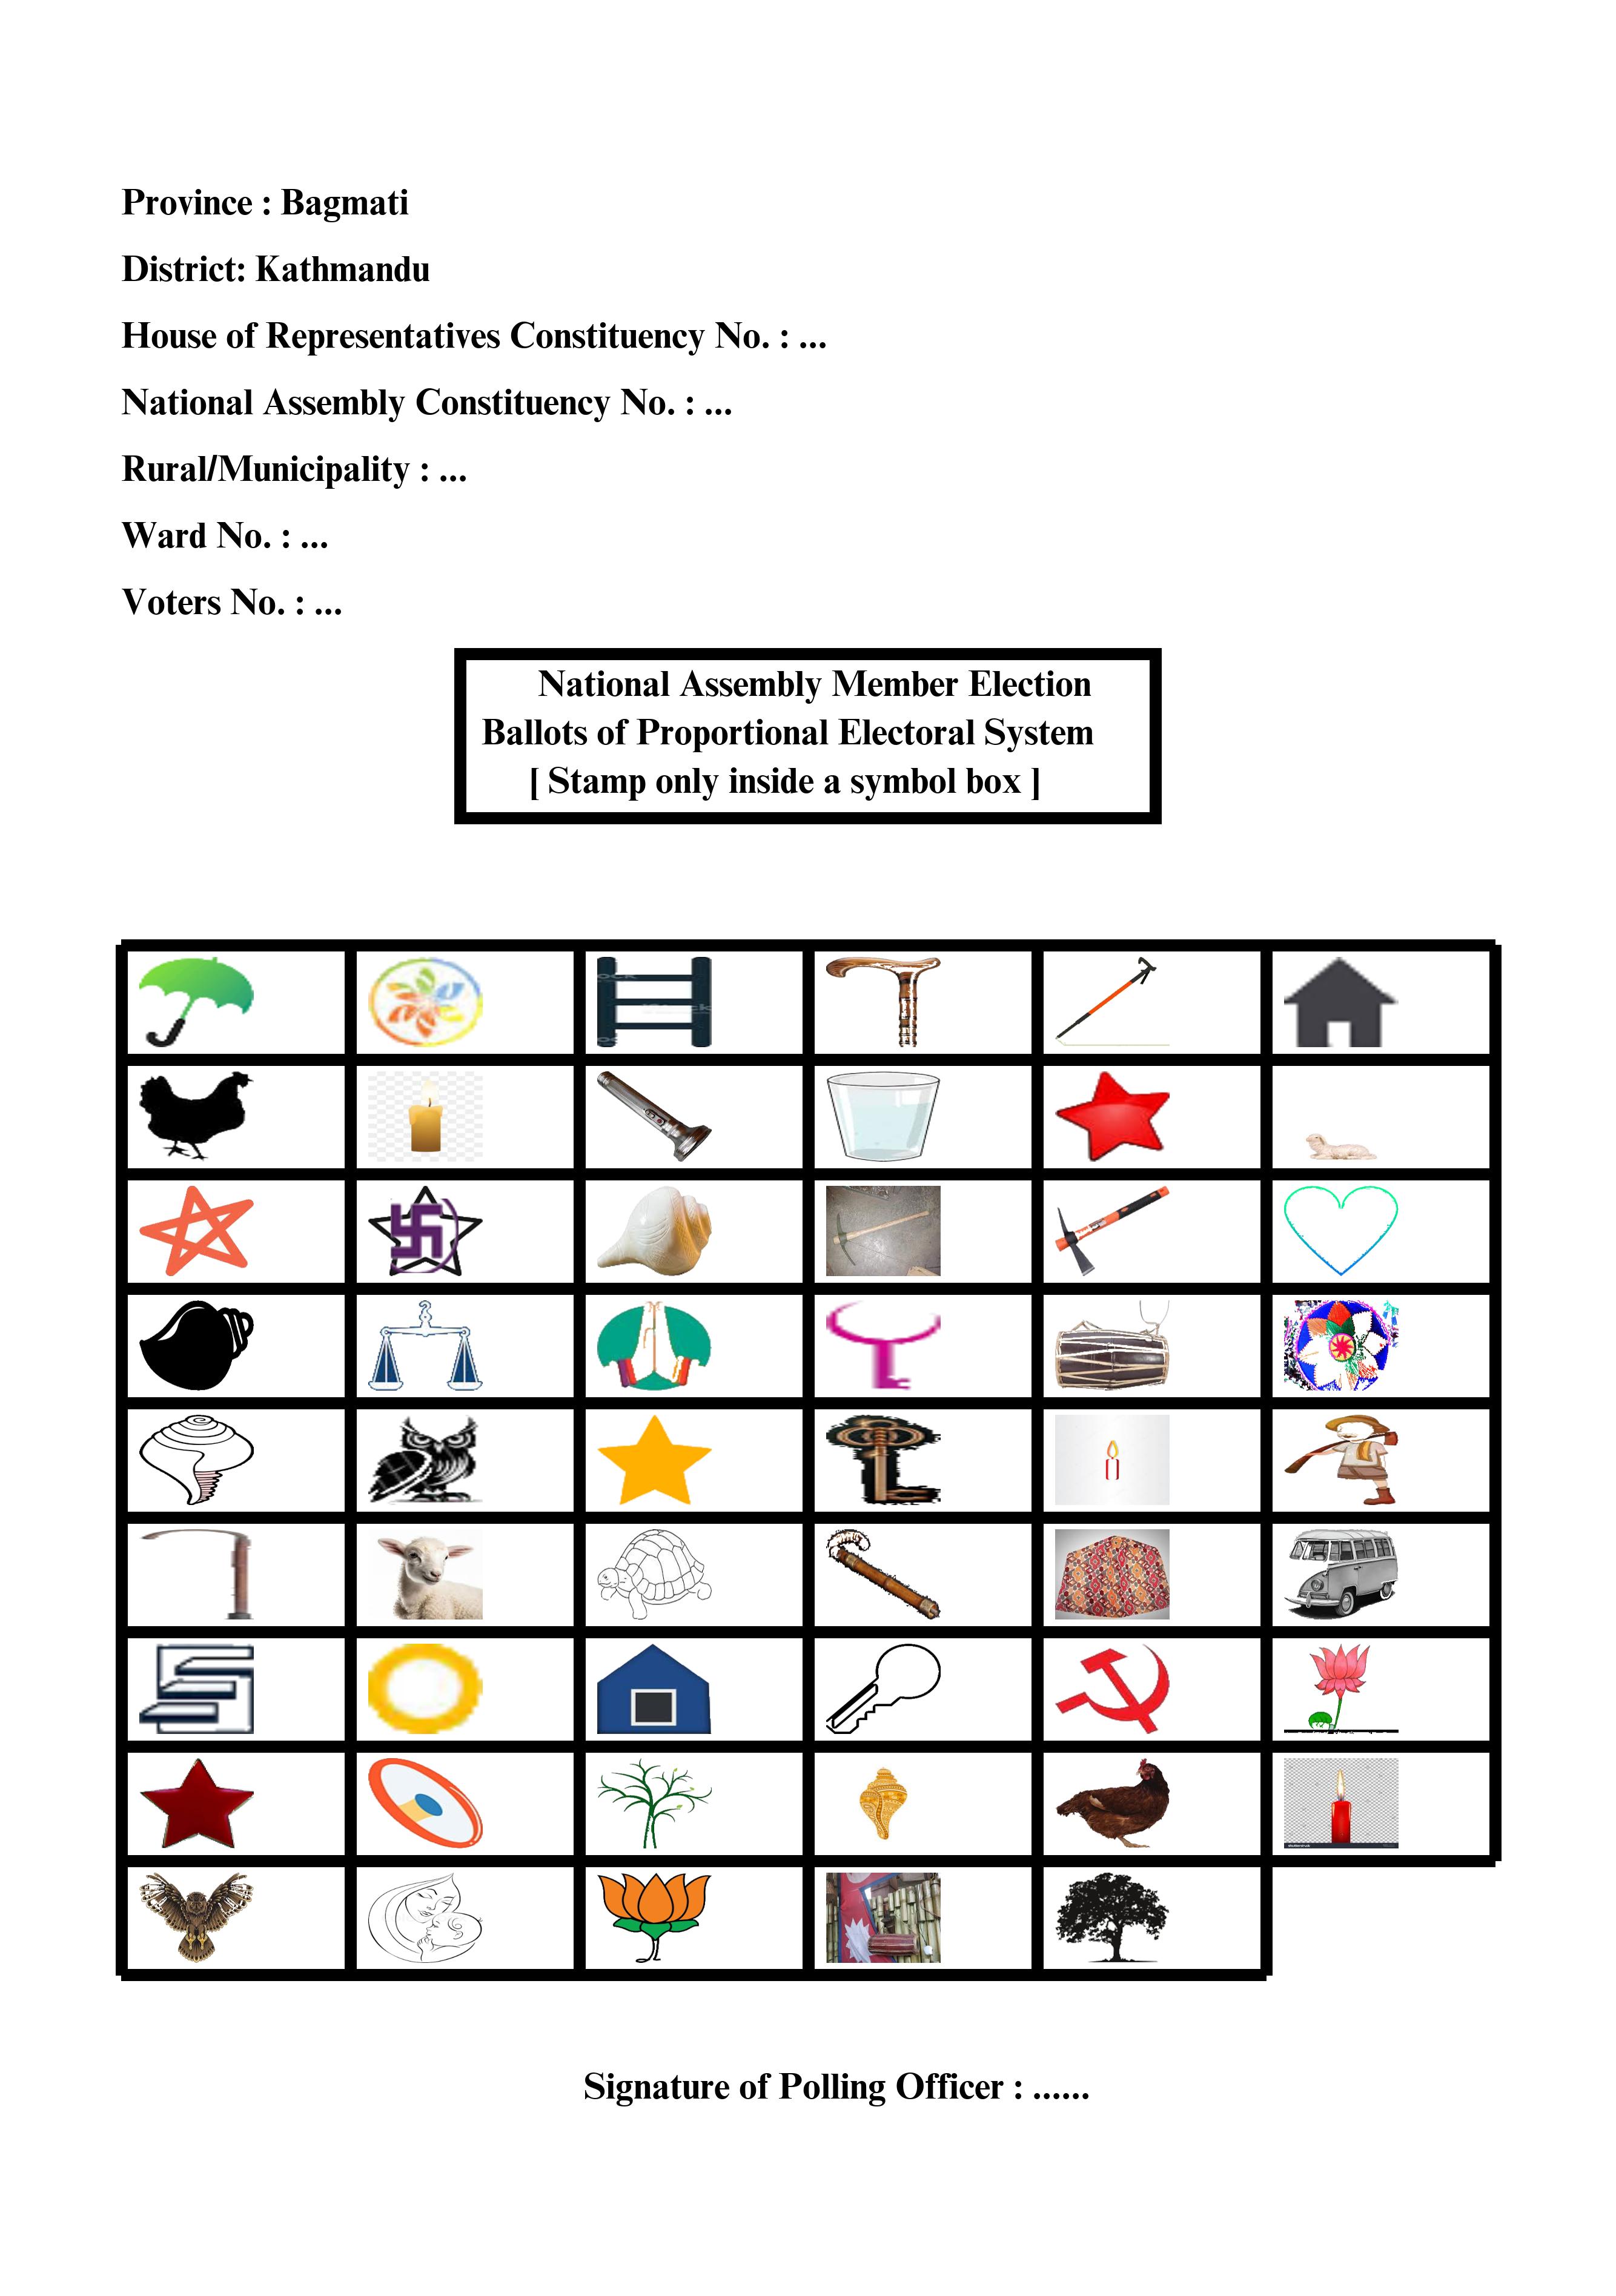 Province : Bagmati
District: Kathmandu
House of Representatives Constituency No. : ...
National Assembly Constituency No. : ...
Rural/Municipality : ...
Ward No. : ...
Voters No. : ...
National Assembly Member Election
Ballots of Proportional Electoral System
[ Stamp only inside a symbol box ]
Signature of Polling Officer : ......